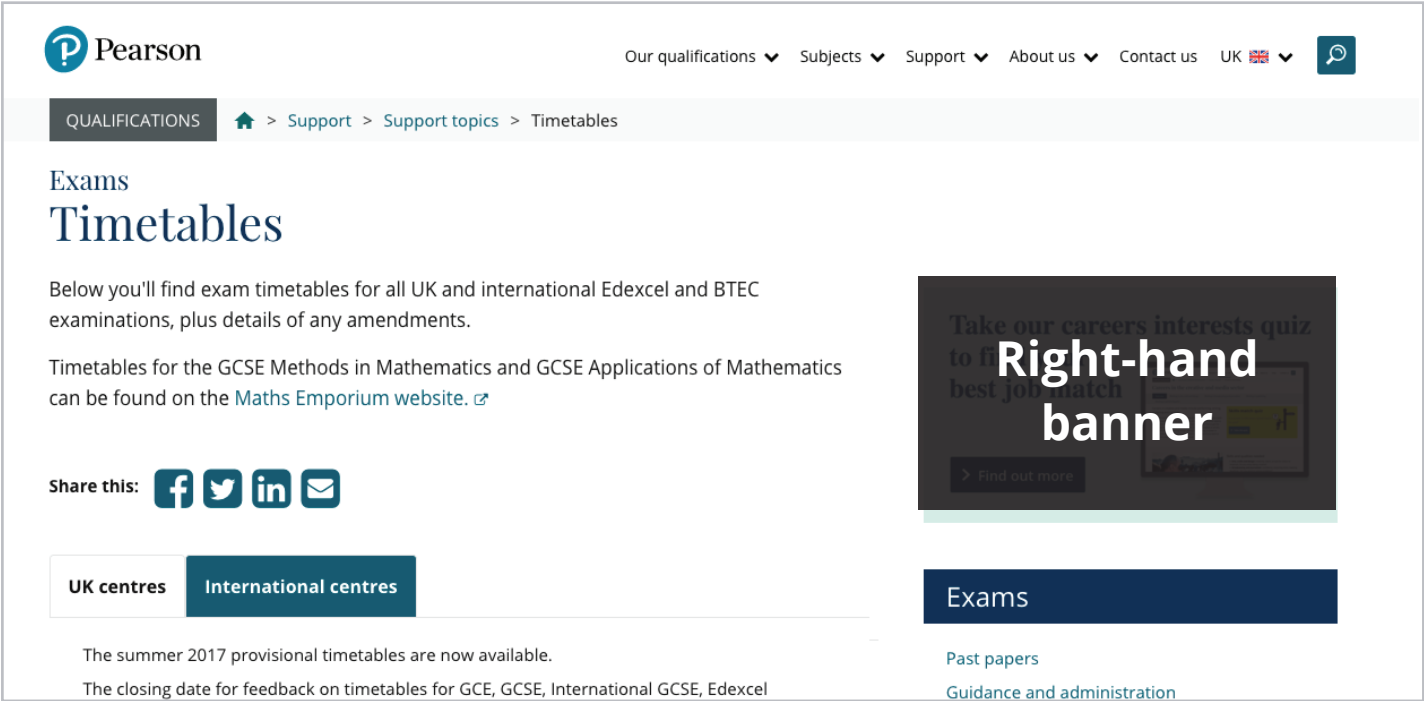 Pearson
Our qualifications Subjects Support About us Contact us UK
QUALIFICATIONS > Support > Support topics > Timetables
Exams
Timetables
Below you'll find exam timetables for all UK and international Edexcel and BTEC
examinations, plus details of any amendments.
Timetables for the GCSE Methods in Mathematics and GCSE Applications of Mathematics
can be found on the Maths Emporium website.
Share this:
UK centres International centres
The summer 2017 provisional timetables are now available.
The closing date for feedback on timetables for GCE, GCSE, International GCSE, Edexcel
Take our careers interests quiz
to
best job match
> Find out more
Right-hand
banner
Exams
Past papers
Guidance and administration